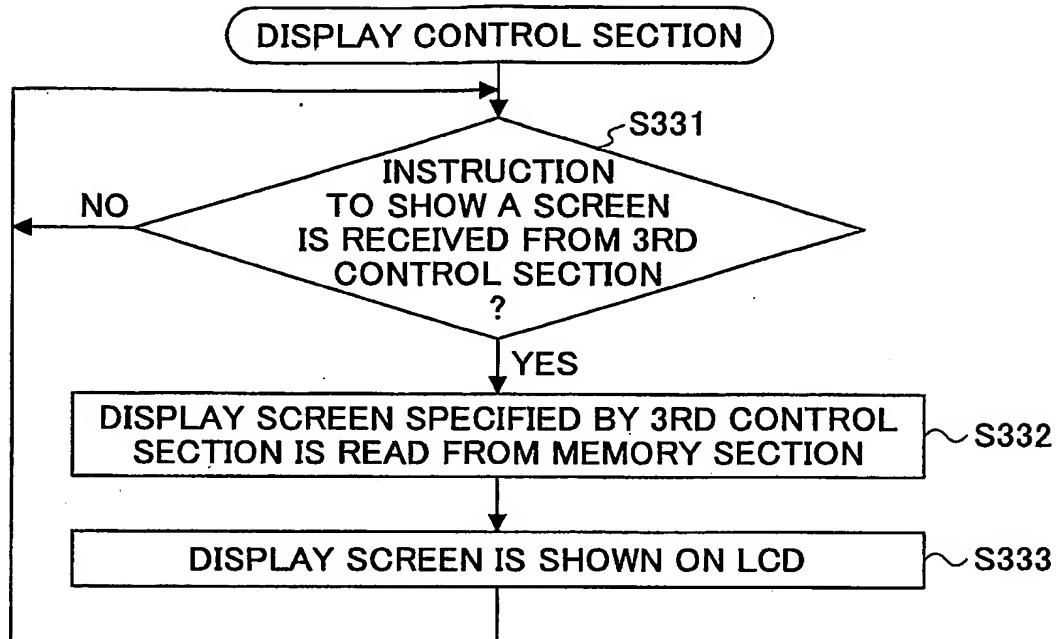 DISPLAY CONTROL SECTION
S331
INSTRUCTION
TO SHOW A SCREEN
IS RECEIVED FROM 3RD
CONTROL SECTION
?
NO
YES
DISPLAY SCREEN SPECIFIED BY 3RD CONTROL
SECTION IS READ FROM MEMORY SECTION
S332
DISPLAY SCREEN IS SHOWN ON LCD
S333